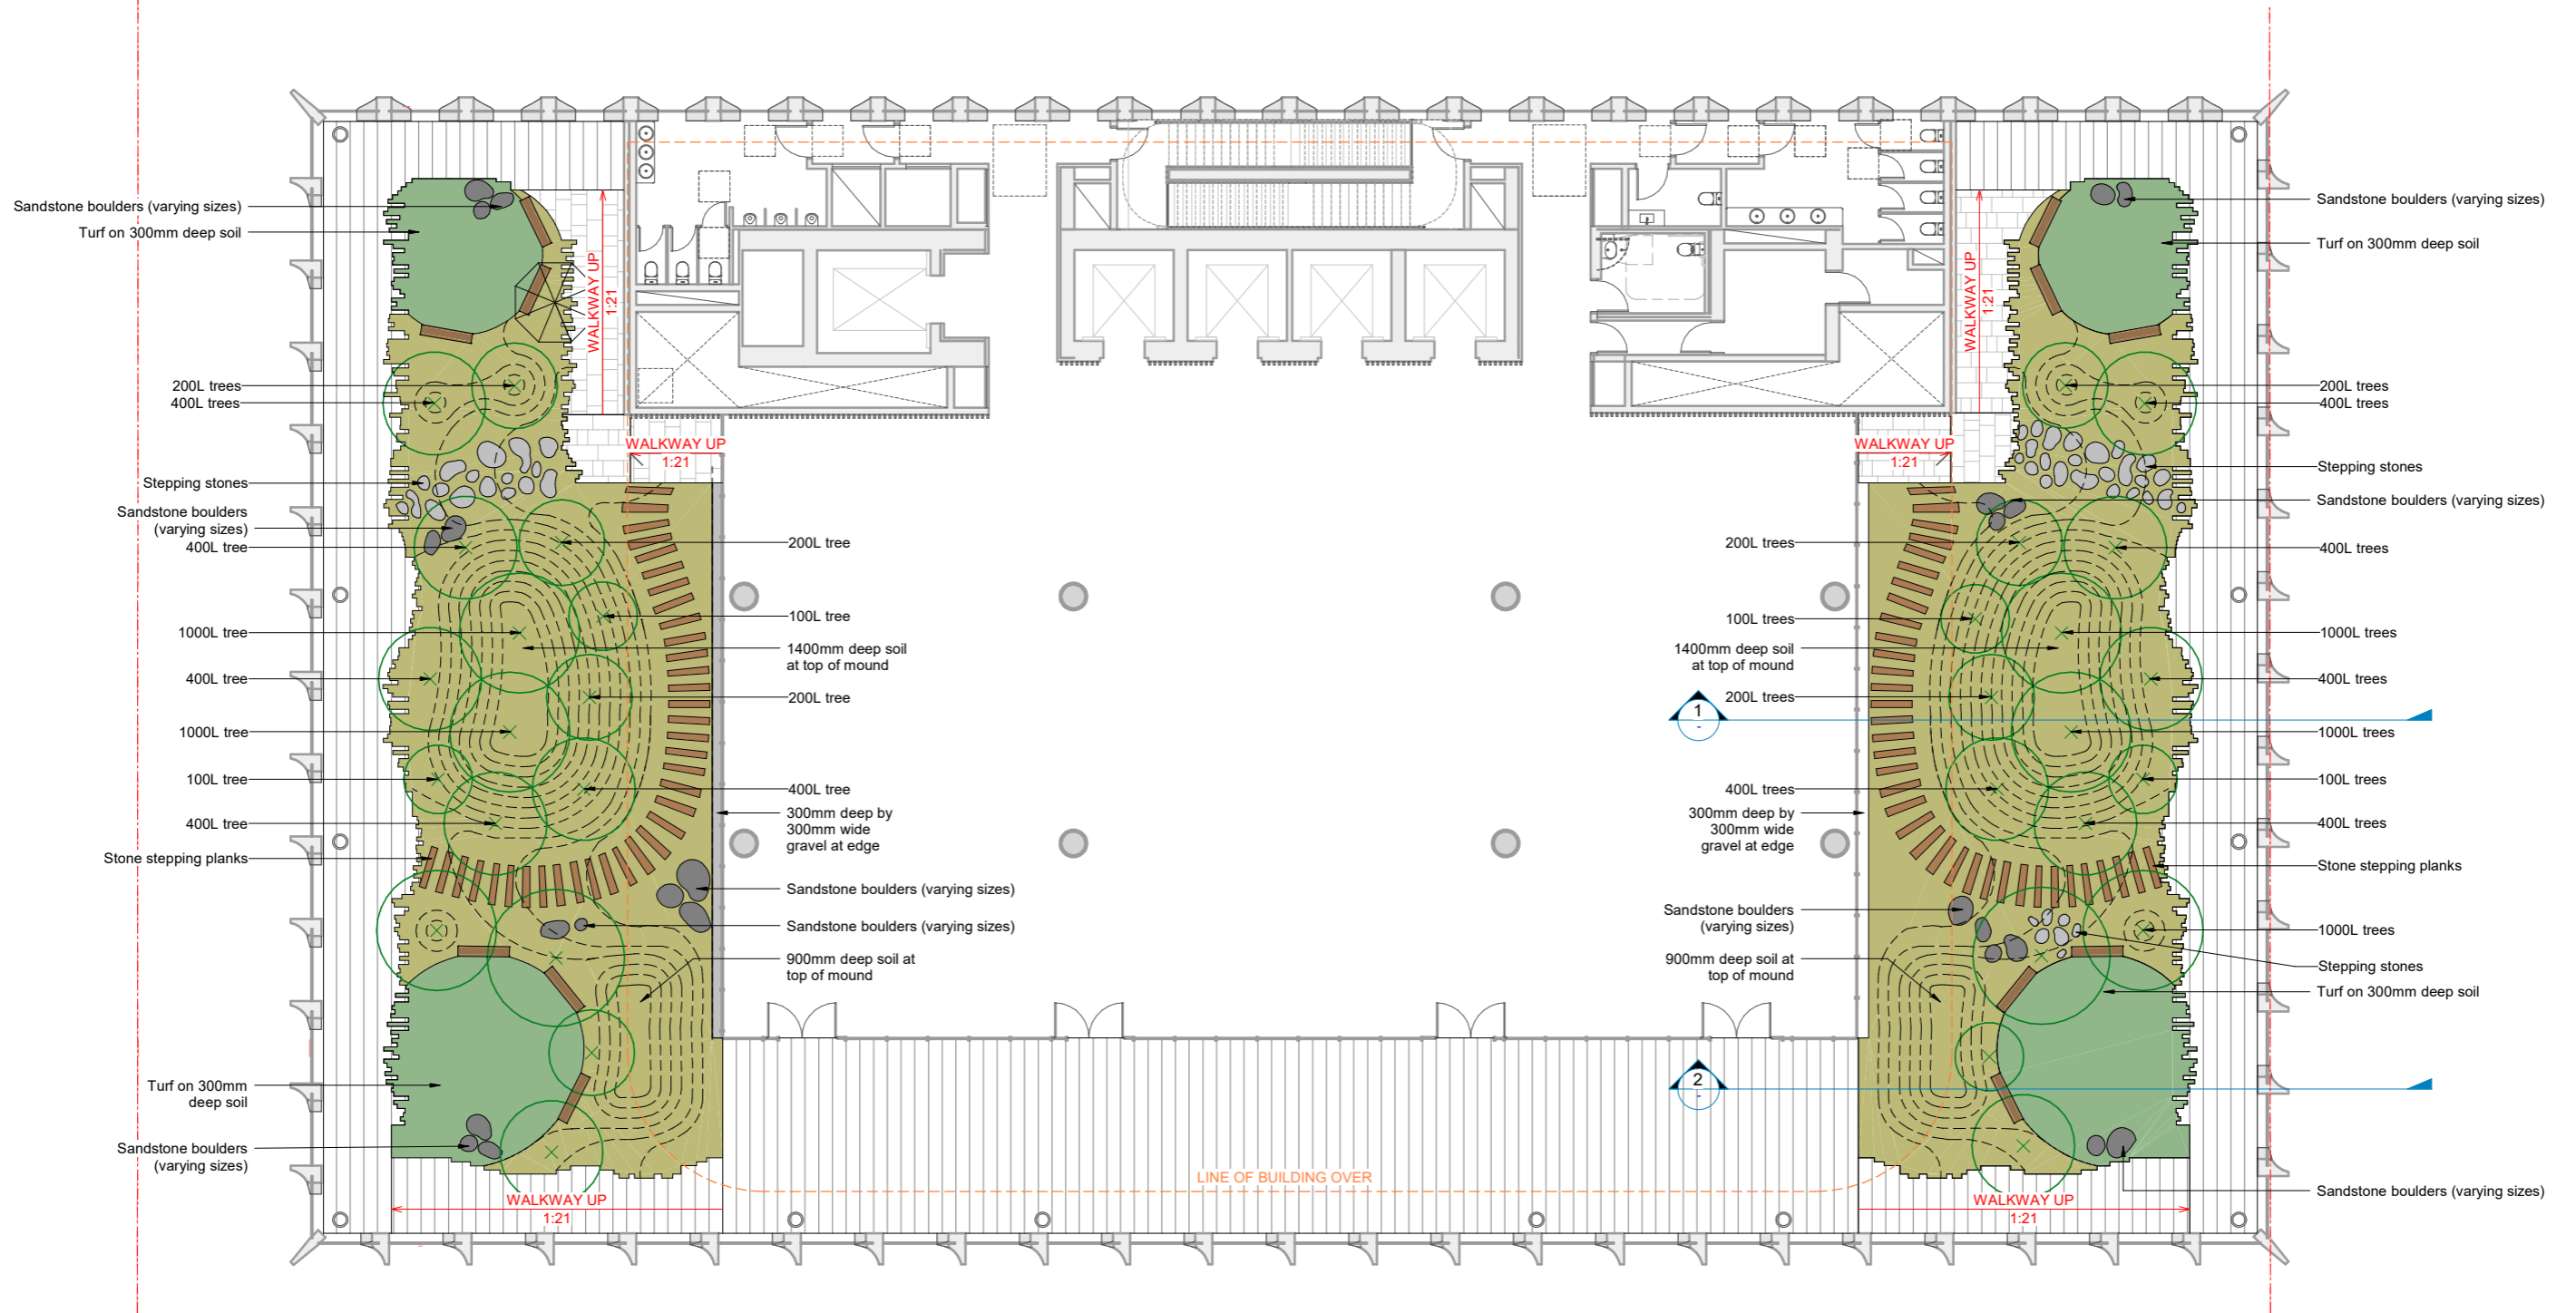 Sandstone boulders (varying sizes)
Turf on 300mm deep soil
WALKWAY UP
1:21
200L trees
400L trees
WALKWAY UP
1:21
Stepping stones
Sandstone boulders
(varying sizes)
400L tree
200L tree
100L tree
1000L tree
1400mm deep soil
at top of mound
400L tree
200L tree
1000L tree
100L tree
400L tree
300mm deep by
300mm wide
gravel at edge
400L tree
Stone stepping planks
Sandstone boulders (varying sizes)
Sandstone boulders (varying sizes)
900mm deep soil at
top of mound
Turf on 300mm
deep soil
Sandstone boulders
(varying sizes)
WALKWAY UP
1:21
LINE OF BUILDING OVER
Sandstone boulders (varying sizes)
Turf on 300mm deep soil
WALKWAY UP
1:21
200L trees
400L trees
WALKWAY UP
1:21
Stepping stones
Sandstone boulders (varying sizes)
200L trees
400L trees
100L trees
1000L trees
1400mm deep soil
at top of mound
400L trees
200L trees
1
-
1000L trees
100L trees
400L trees
300mm deep by
300mm wide
gravel at edge
400L trees
Stone stepping planks
Sandstone boulders
(varying sizes)
1000L trees
900mm deep soil at
top of mound
Stepping stones
Turf on 300mm deep soil
2
-
Sandstone boulders (varying sizes)
WALKWAY UP
1:21